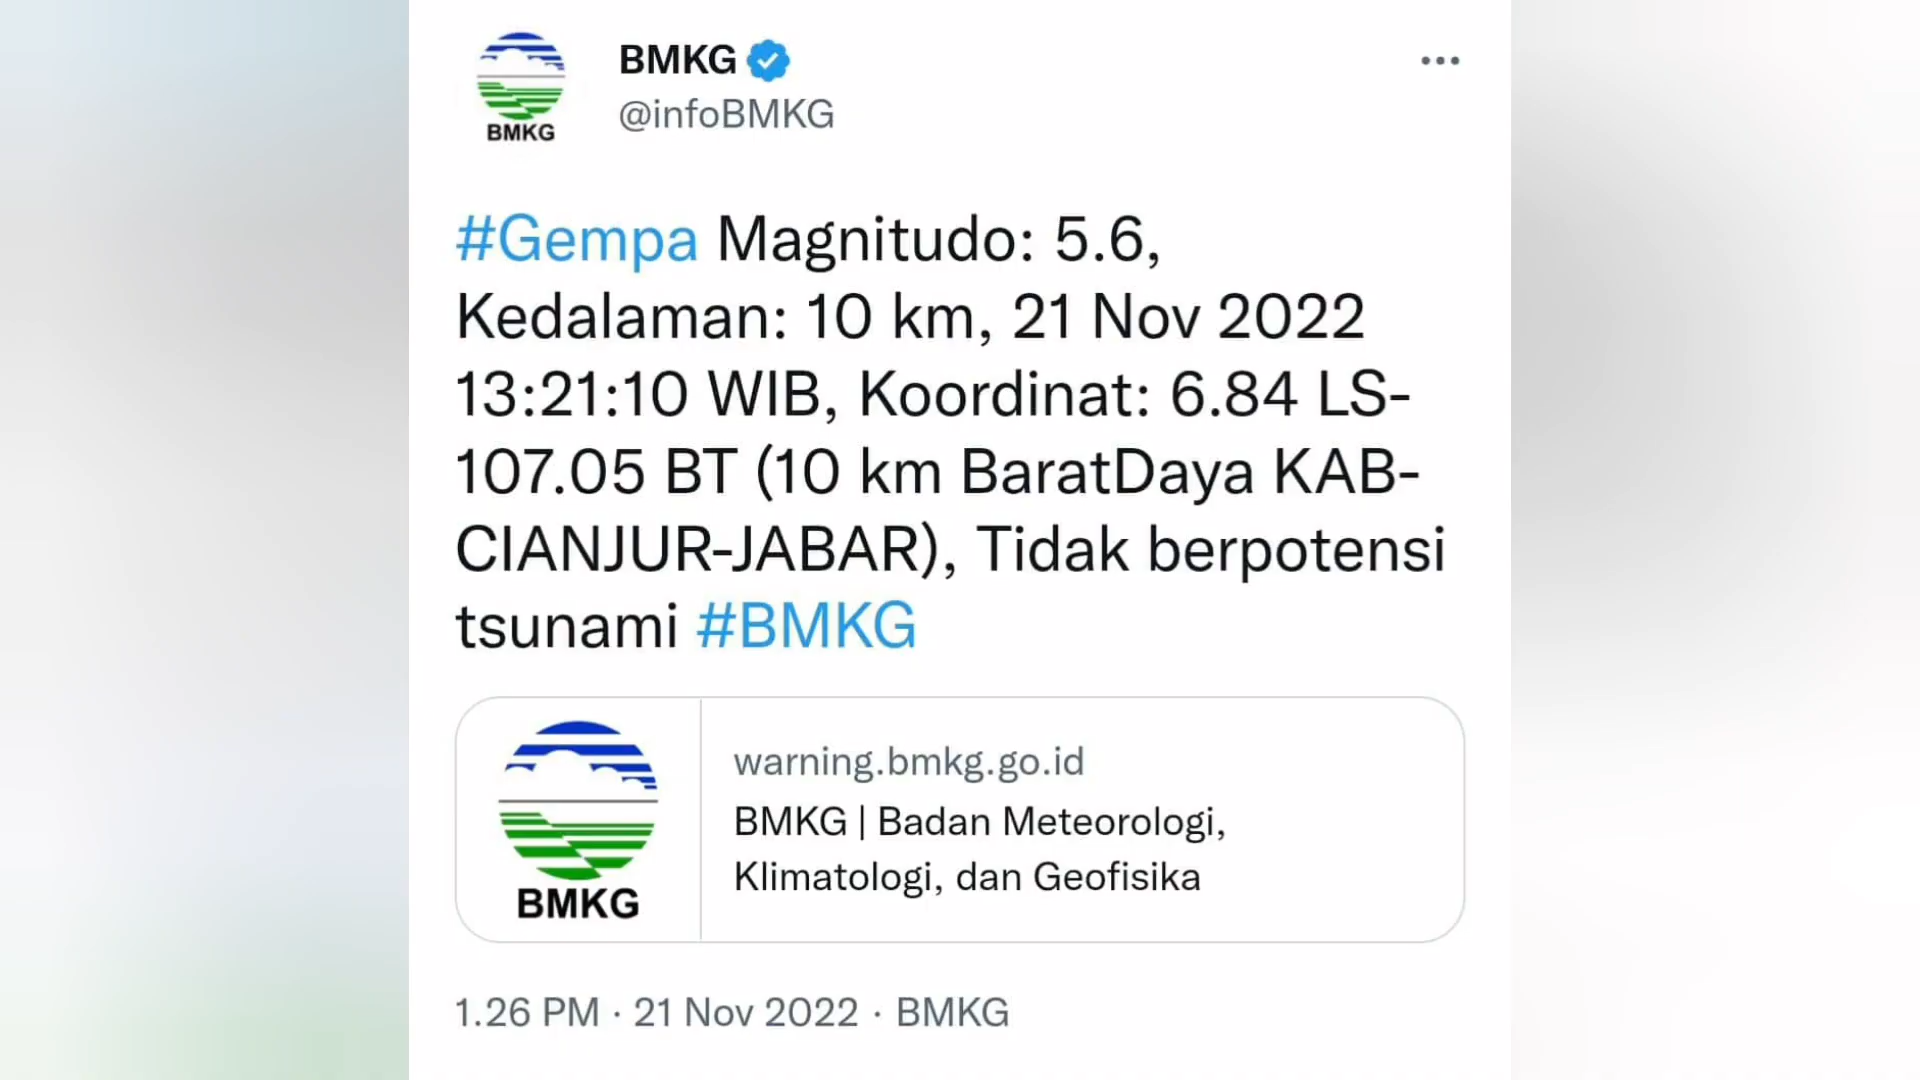 BMKG
@infoBMKG
BMKG
#Gempa Magnitudo: 5.6,
Kedalaman: 10 km, 21 Nov 2022
13:21:10 WIB, Koordinat: 6.84 LS-
107.05 BT (10 km BaratDaya KAB-
CIANJUR-JABAR), Tidak berpotensi
tsunami #BMKG
warning.bmkg.go.id
BMKG | Badan Meteorologi,
Klimatologi, dan Geofisika
BMKG
1.26 PM · 21 Nov 2022 · BMKG